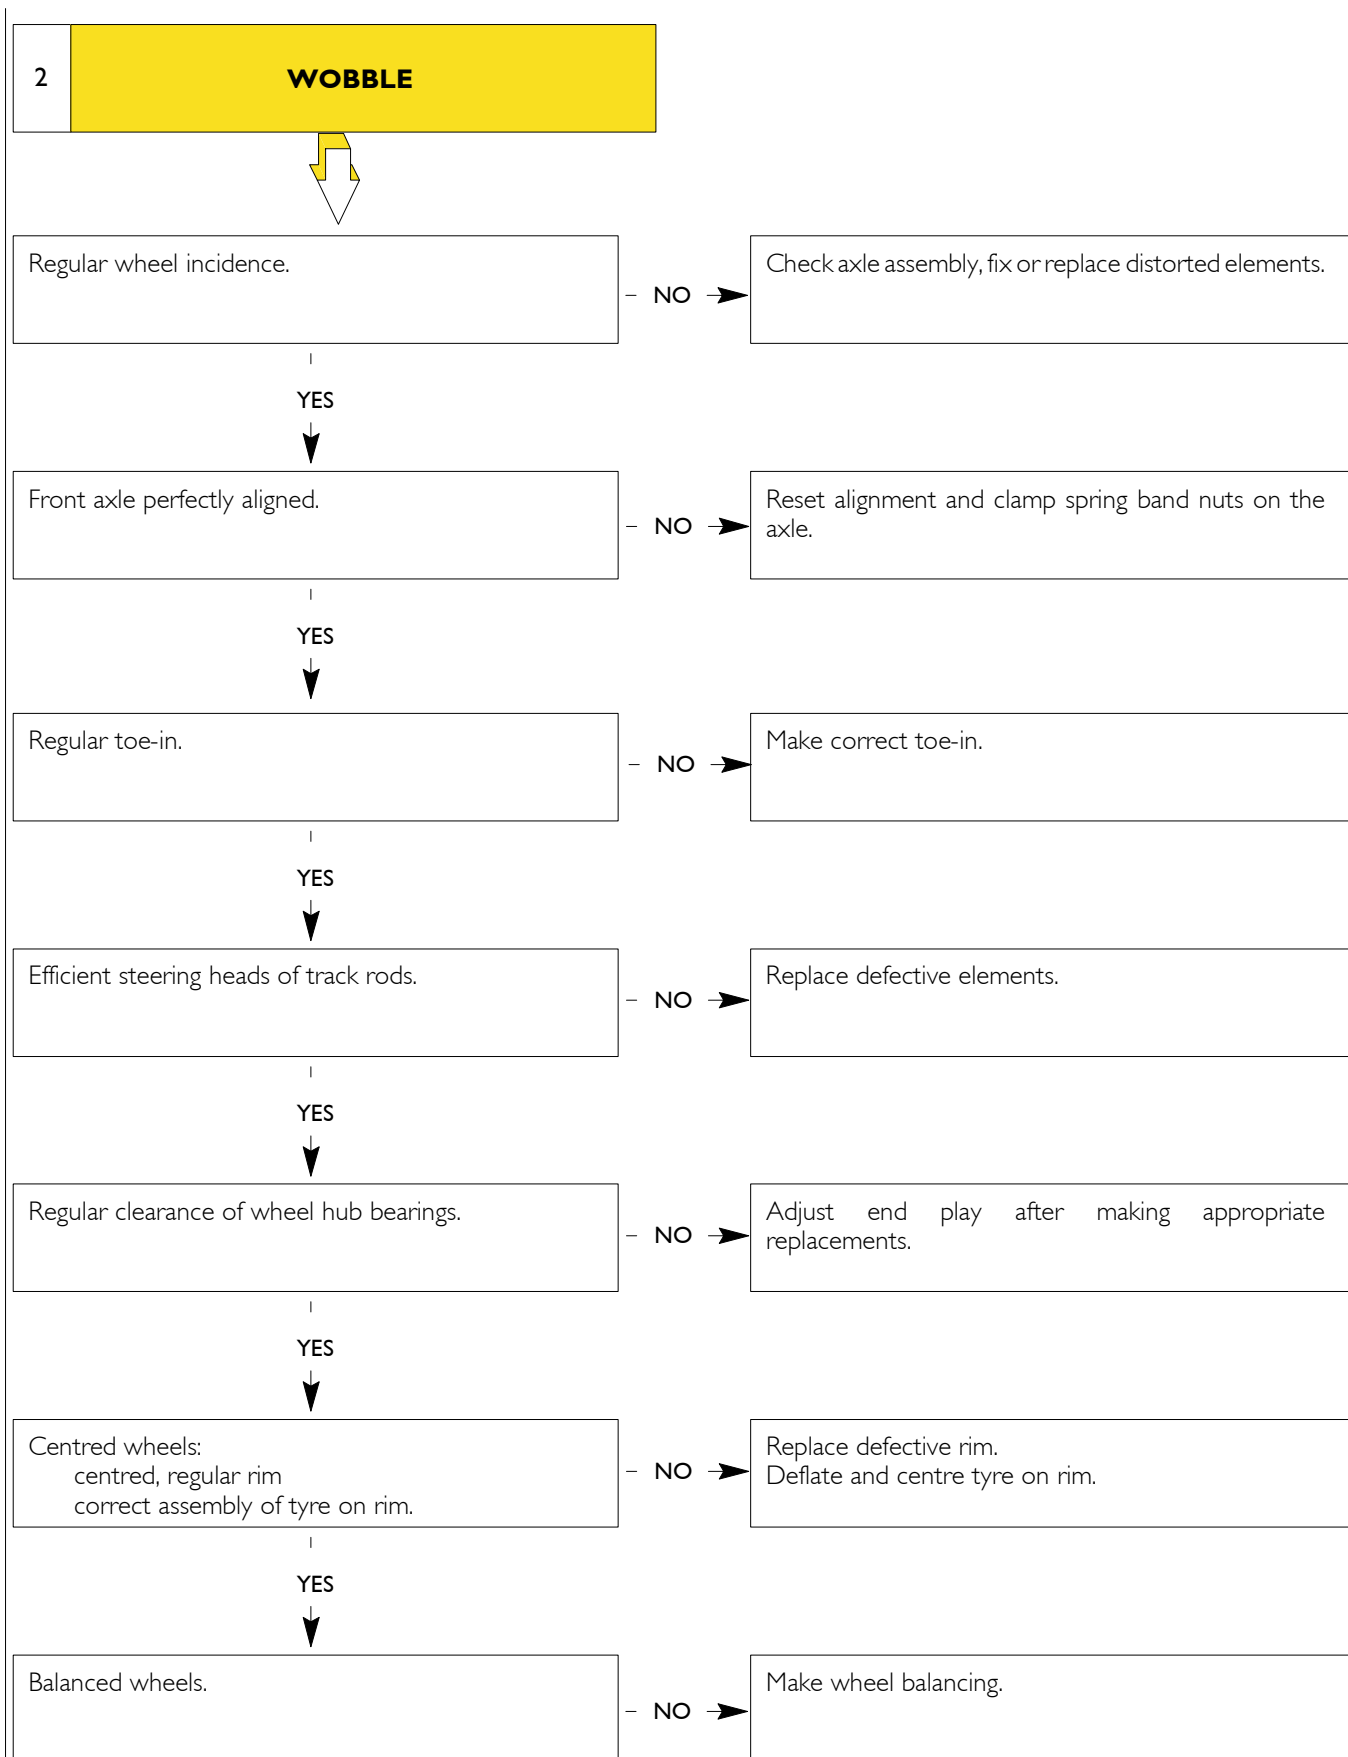 2
WOBBLE
Regular wheel incidence.
NO
Check axle assembly, fix or replace distorted elements.
YES
Front axle perfectly aligned.
NO
Reset alignment and clamp spring band nuts on the
axle.
YES
Regular toe-in.
NO
Make correct toe-in.
YES
Efficient steering heads of track rods.
NO
Replace defective elements.
YES
Regular clearance of wheel hub bearings.
NO
Adjust end play after making appropriate
replacements.
YES
Centred wheels:
centred, regular rim
correct assembly of tyre on rim.
NO
Replace defective rim.
Deflate and centre tyre on rim.
YES
Balanced wheels.
NO
Make wheel balancing.